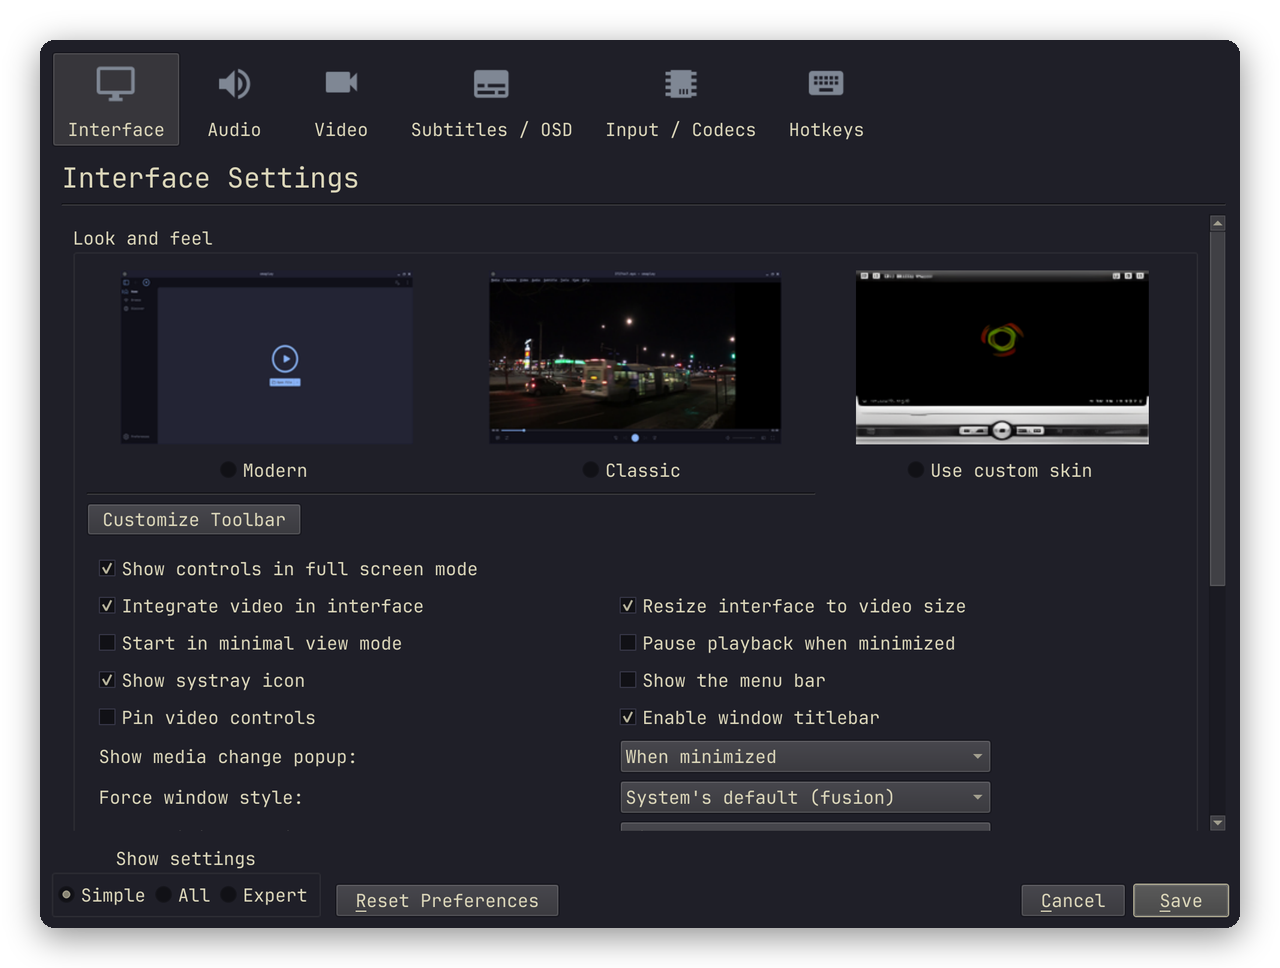 Interface
Audio
Video
Subtitles / OSD
Input / Codecs
Hotkeys
Interface Settings
Look and feel
Modern
Classic
Use custom skin
Customize Toolbar
Show controls in full screen mode
Integrate video in interface
Resize interface to video size
Start in minimal view mode
Pause playback when minimized
Show systray icon
Show the menu bar
Pin video controls
Enable window titlebar
Show media change popup:
When minimized
Force window style:
System's default (fusion)
Show settings
Simple
All
Expert
Reset Preferences
Cancel
Save